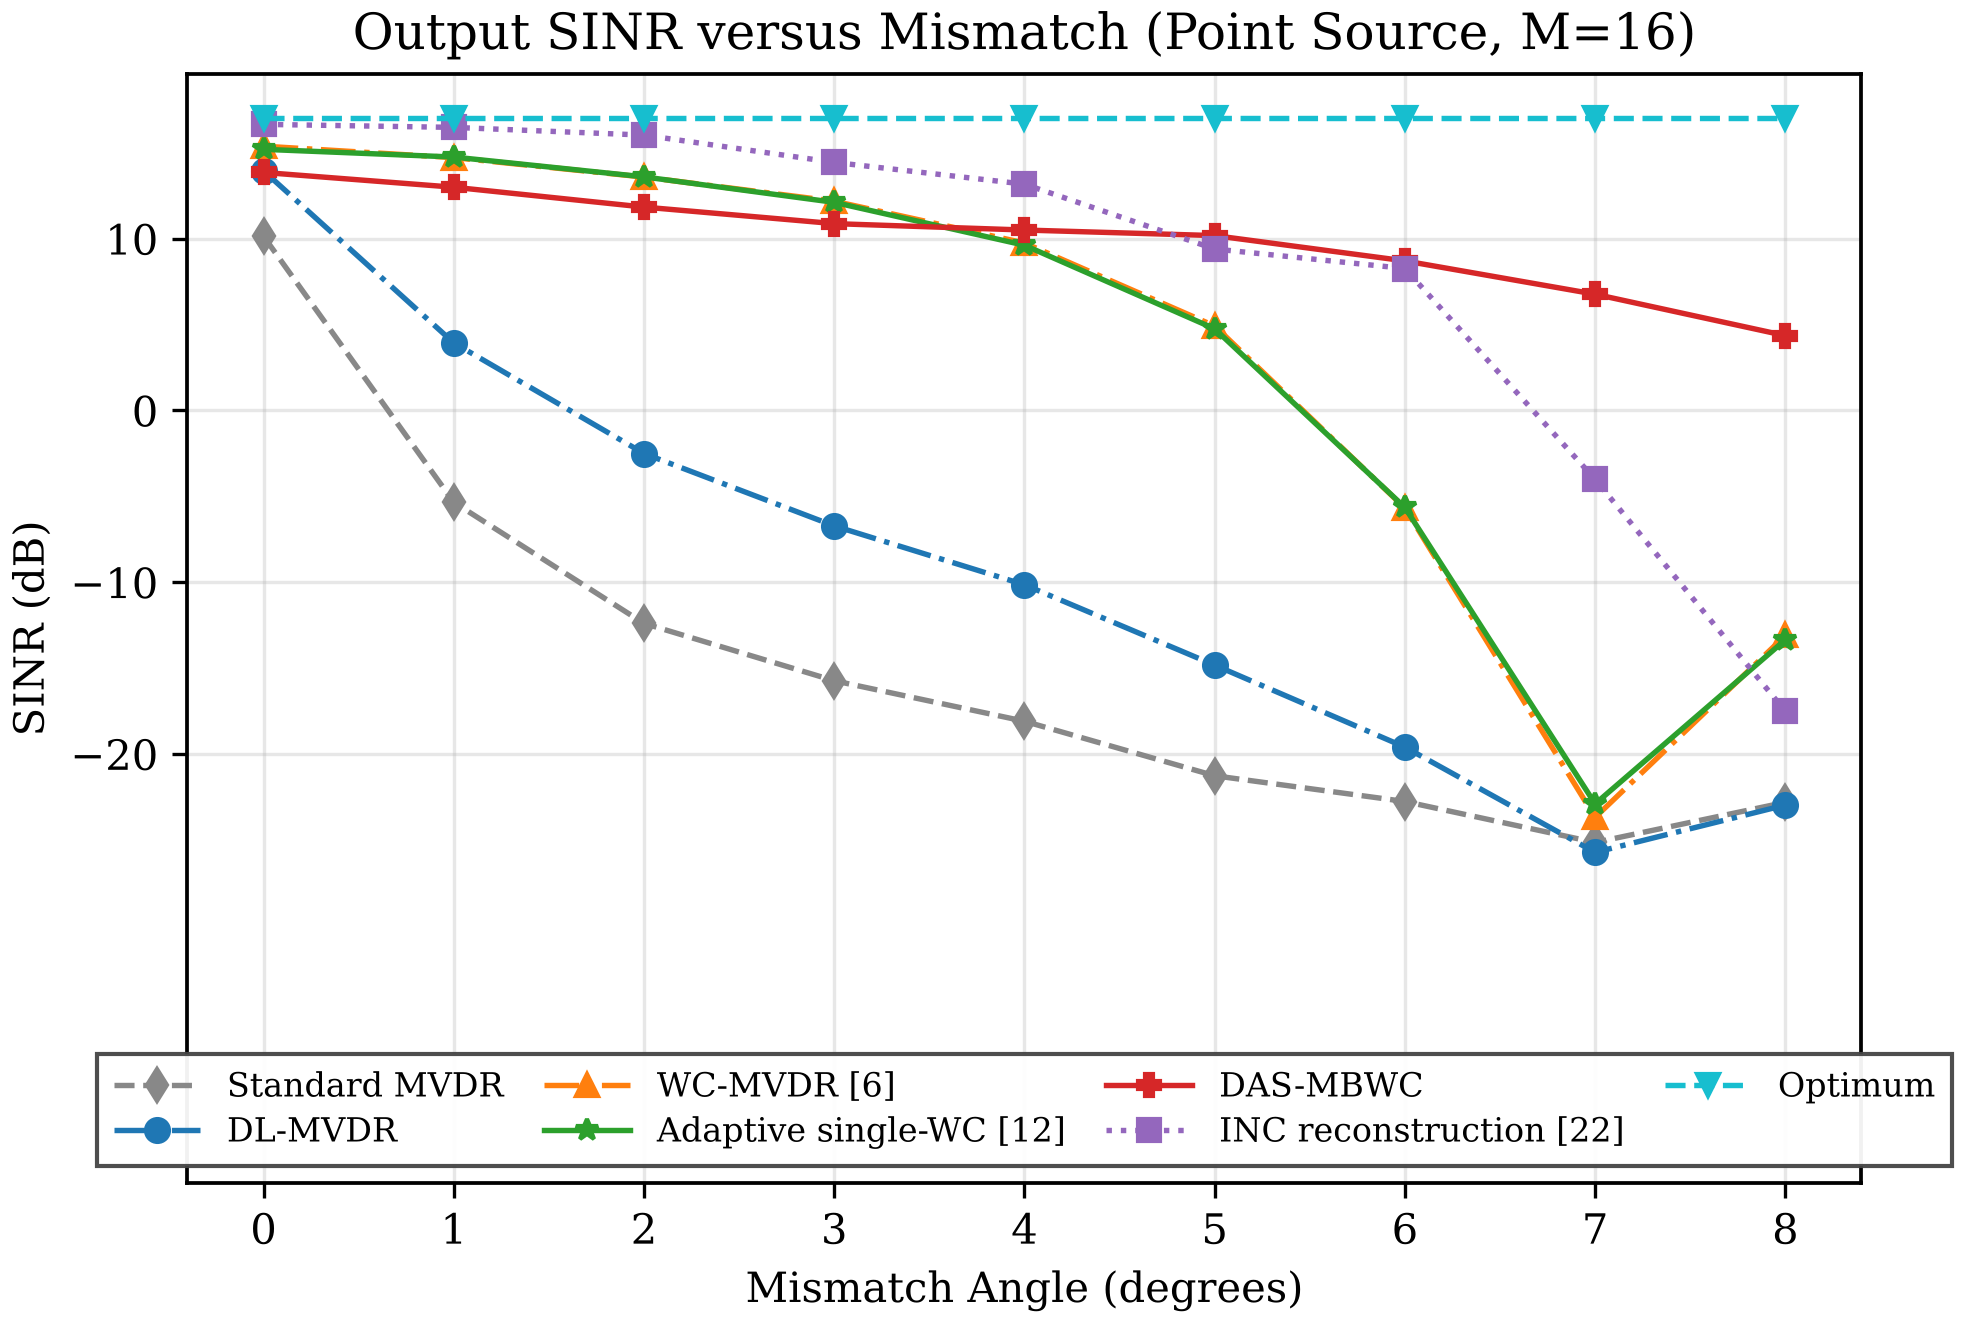 Output SINR versus Mismatch (Point Source, M=16)
SINR (dB)
10
0
−10
−20
Standard MVDR
DL-MVDR
WC-MVDR [6]
Adaptive single-WC [12]
DAS-MBWC
INC reconstruction [22]
Optimum
0 1 2 3 4 5 6 7 8
Mismatch Angle (degrees)